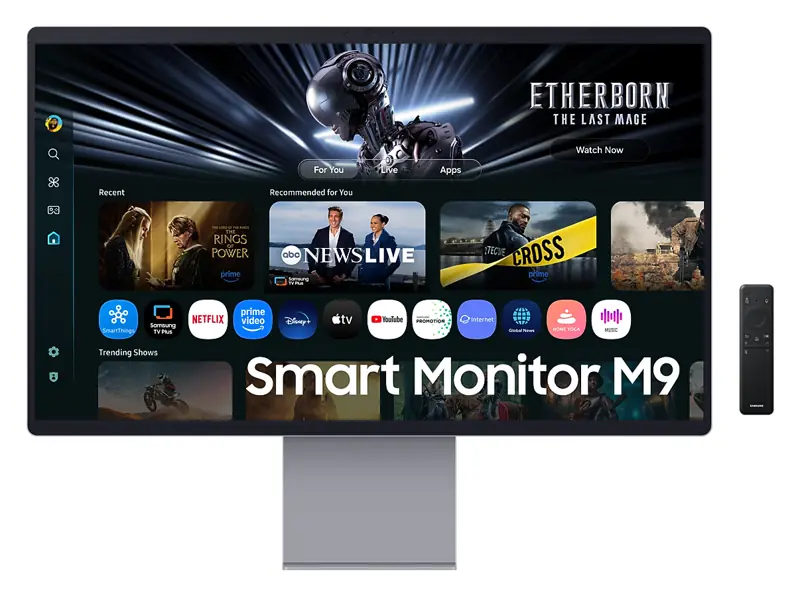 ETHERBORN
THE LAST MAGE
Watch Now
For You
Live
Apps
Recent
Recommended for You
THE RINGS OF POWER
prime
abc NEWSLIVE
Samsung TV Plus
DETECTIVE
CROSS
prime
SmartThings
Samsung TV Plus
NETFLIX
prime video
Disney+
tv
YouTube
PROMOTION
Internet
Global News
HOME YOGA
MUSIC
Trending Shows
Smart Monitor M9
SAMSUNG